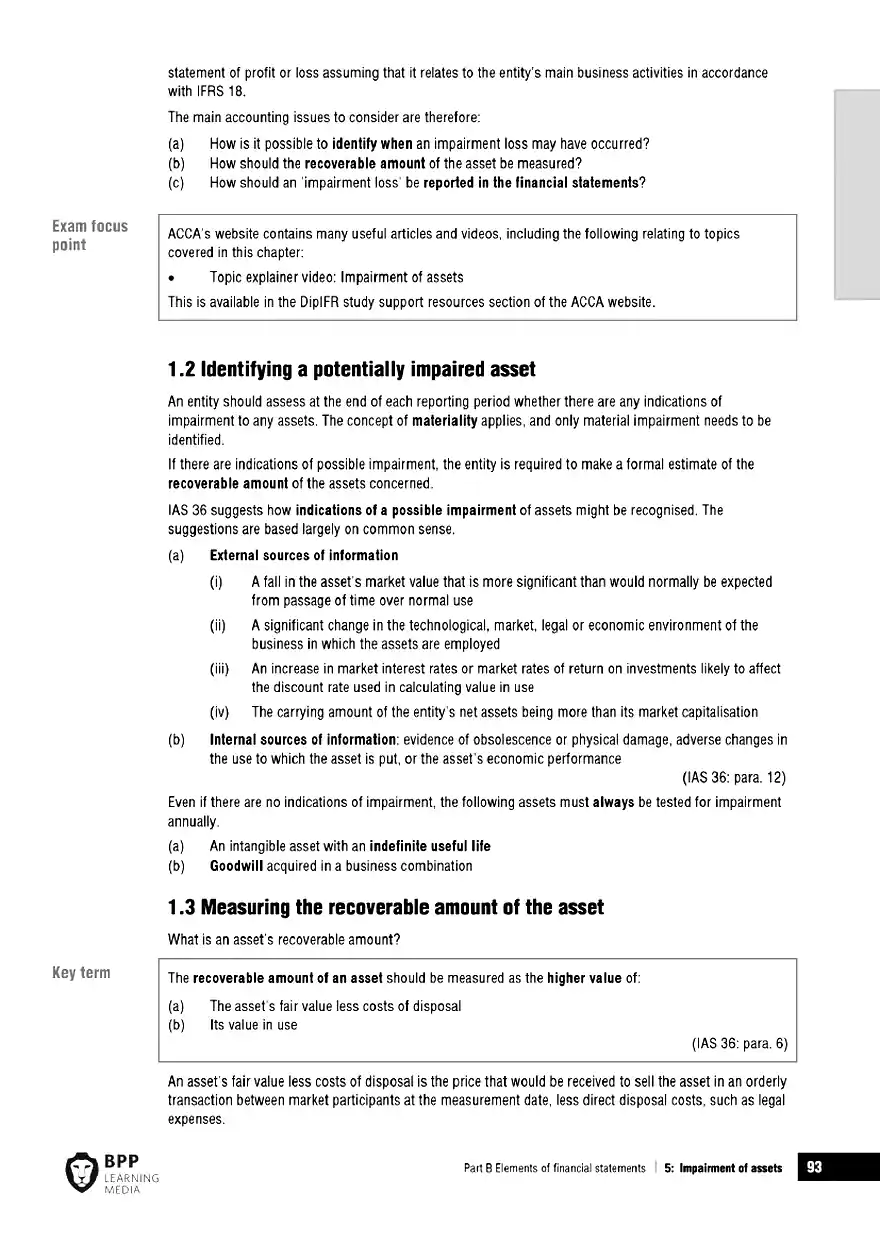 statement of profit or loss assuming that it relates to the entity's main business activities in accordance
with IFRS 18.
The main accounting issues to consider are therefore:
(a) How is it possible to identify when an impairment loss may have occurred?
(b) How should the recoverable amount of the asset be measured?
(c) How should an 'impairment loss' be reported in the financial statements?
Exam focus
point
ACCA's website contains many useful articles and videos, including the following relating to topics
covered in this chapter:
• Topic explainer video: Impairment of assets
This is available in the DipIFR study support resources section of the ACCA website.
1.2 Identifying a potentially impaired asset
An entity should assess at the end of each reporting period whether there are any indications of
impairment to any assets. The concept of materiality applies, and only material impairment needs to be
identified.
If there are indications of possible impairment, the entity is required to make a formal estimate of the
recoverable amount of the assets concerned.
IAS 36 suggests how indications of a possible impairment of assets might be recognised. The
suggestions are based largely on common sense.
(a) External sources of information
(i) A fall in the asset's market value that is more significant than would normally be expected
from passage of time over normal use
(ii) A significant change in the technological, market, legal or economic environment of the
business in which the assets are employed
(iii) An increase in market interest rates or market rates of return on investments likely to affect
the discount rate used in calculating value in use
(iv) The carrying amount of the entity's net assets being more than its market capitalisation
(b) Internal sources of information: evidence of obsolescence or physical damage, adverse changes in
the use to which the asset is put, or the asset's economic performance
(IAS 36: para. 12)
Even if there are no indications of impairment, the following assets must always be tested for impairment
annually.
(a) An intangible asset with an indefinite useful life
(b) Goodwill acquired in a business combination
1.3 Measuring the recoverable amount of the asset
What is an asset's recoverable amount?
Key term
The recoverable amount of an asset should be measured as the higher value of:
(a) The asset's fair value less costs of disposal
(b) Its value in use
(IAS 36: para. 6)
An asset's fair value less costs of disposal is the price that would be received to sell the asset in an orderly
transaction between market participants at the measurement date, less direct disposal costs, such as legal
expenses.
BPP
LEARNING
MEDIA
Part B Elements of financial statements | 5: Impairment of assets 93